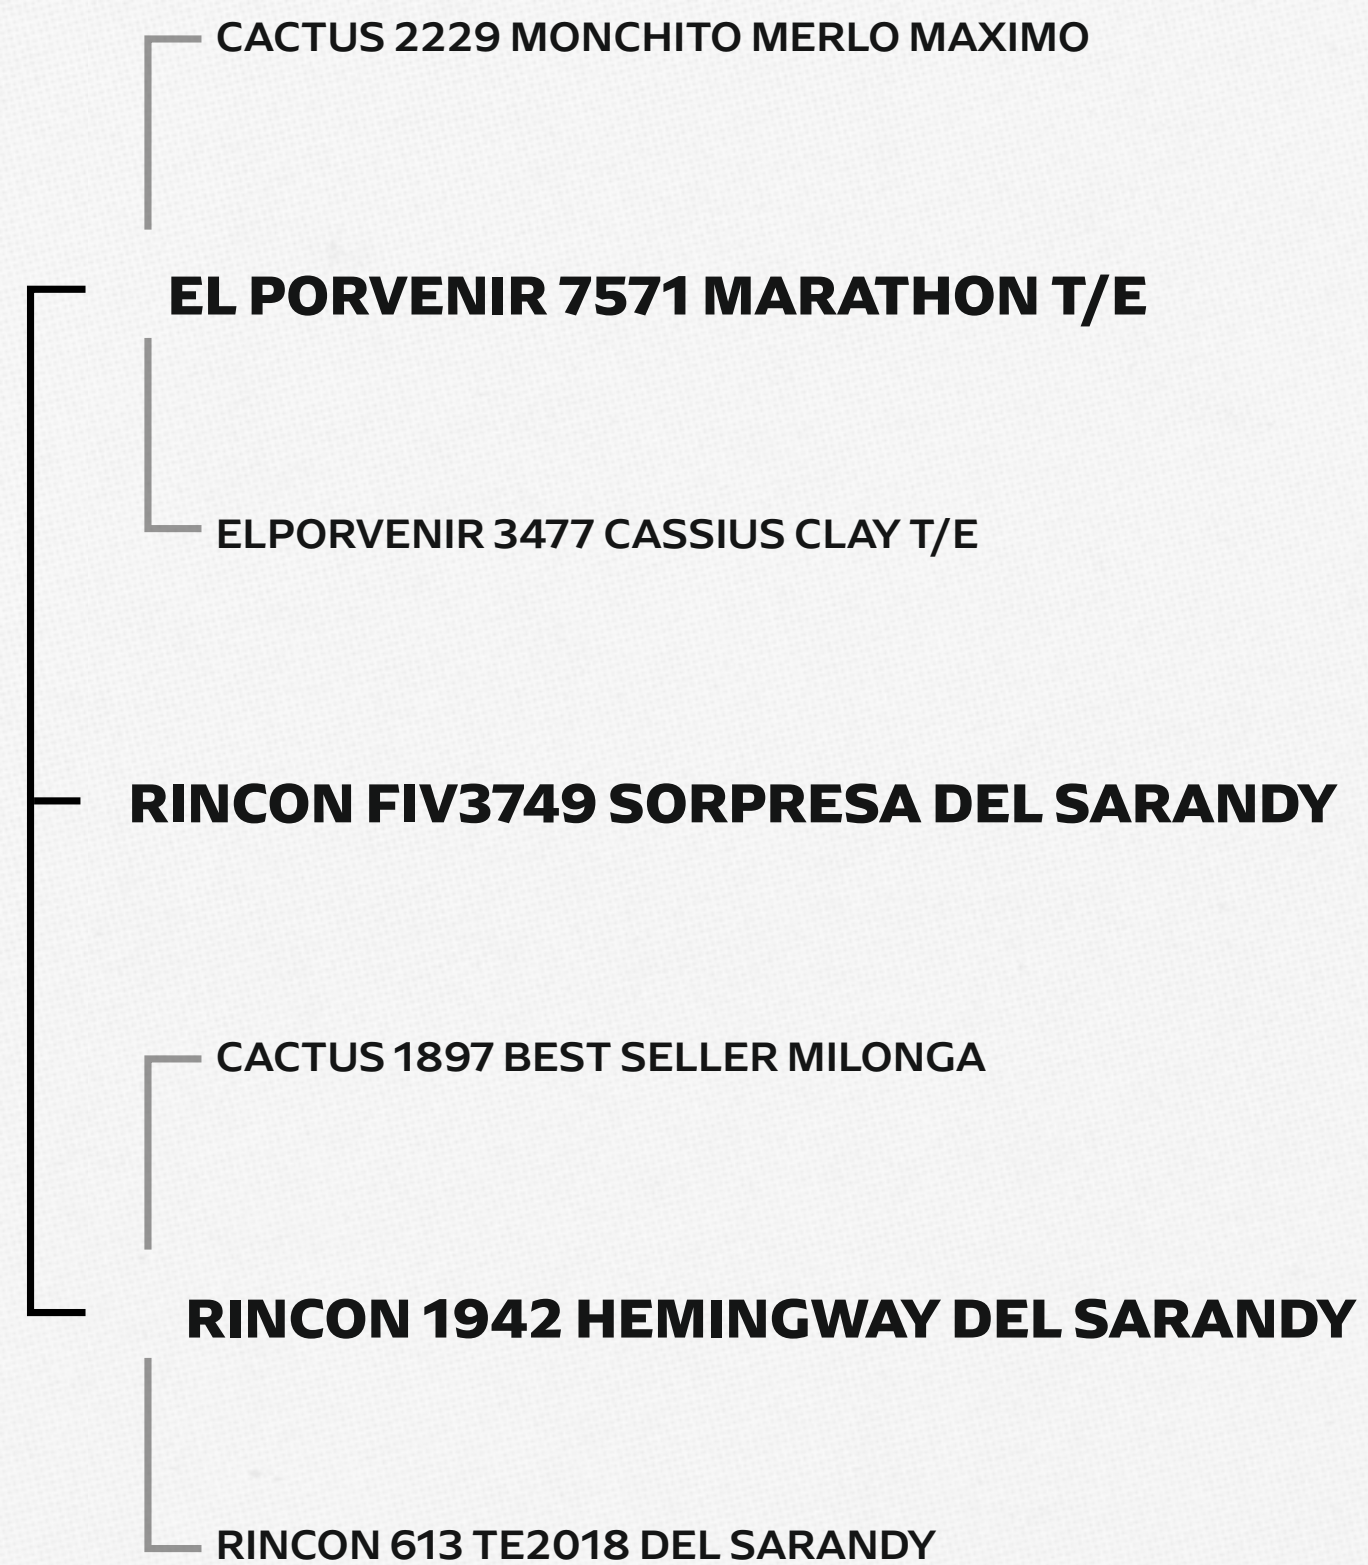 CACTUS 2229 MONCHITO MERLO MAXIMO
EL PORVENIR 7571 MARATHON T/E
ELPORVENIR 3477 CASSIUS CLAY T/E
RINCON FIV3749 SORPRESA DEL SARANDY
CACTUS 1897 BEST SELLER MILONGA
RINCON 1942 HEMINGWAY DEL SARANDY
RINCON 613 TE2018 DEL SARANDY